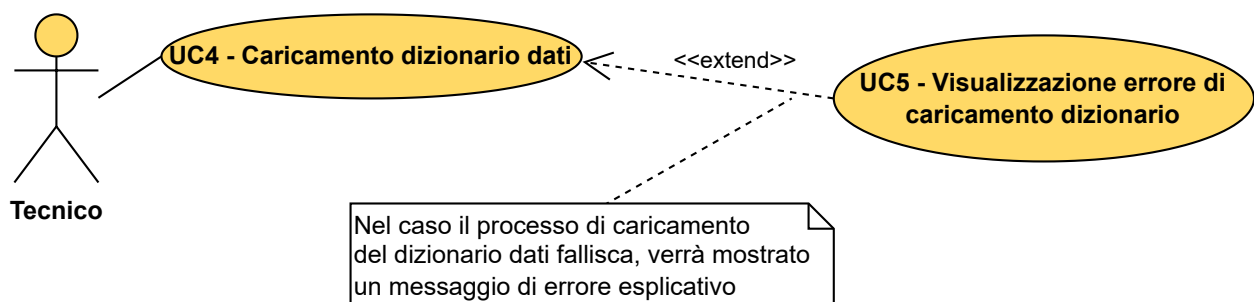 UC4 - Caricamento dizionario dati
<<extend>>
UC5 - Visualizzazione errore di
caricamento dizionario
Tecnico
Nel caso il processo di caricamento
del dizionario dati fallisca, verrà mostrato
un messaggio di errore esplicativo